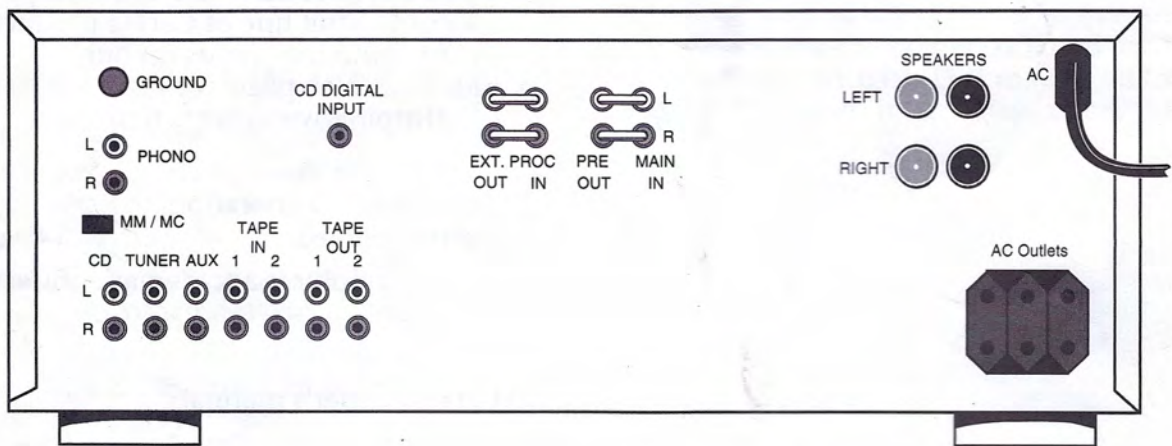 GROUND
CD DIGITAL
INPUT
L
PHONO
R
MM / MC
TAPE
IN
TAPE
OUT
CD TUNER AUX 1 2 1 2
L
R
L
R
EXT. PROC
OUT IN
PRE MAIN
OUT IN
SPEAKERS
LEFT
RIGHT
AC
AC Outlets